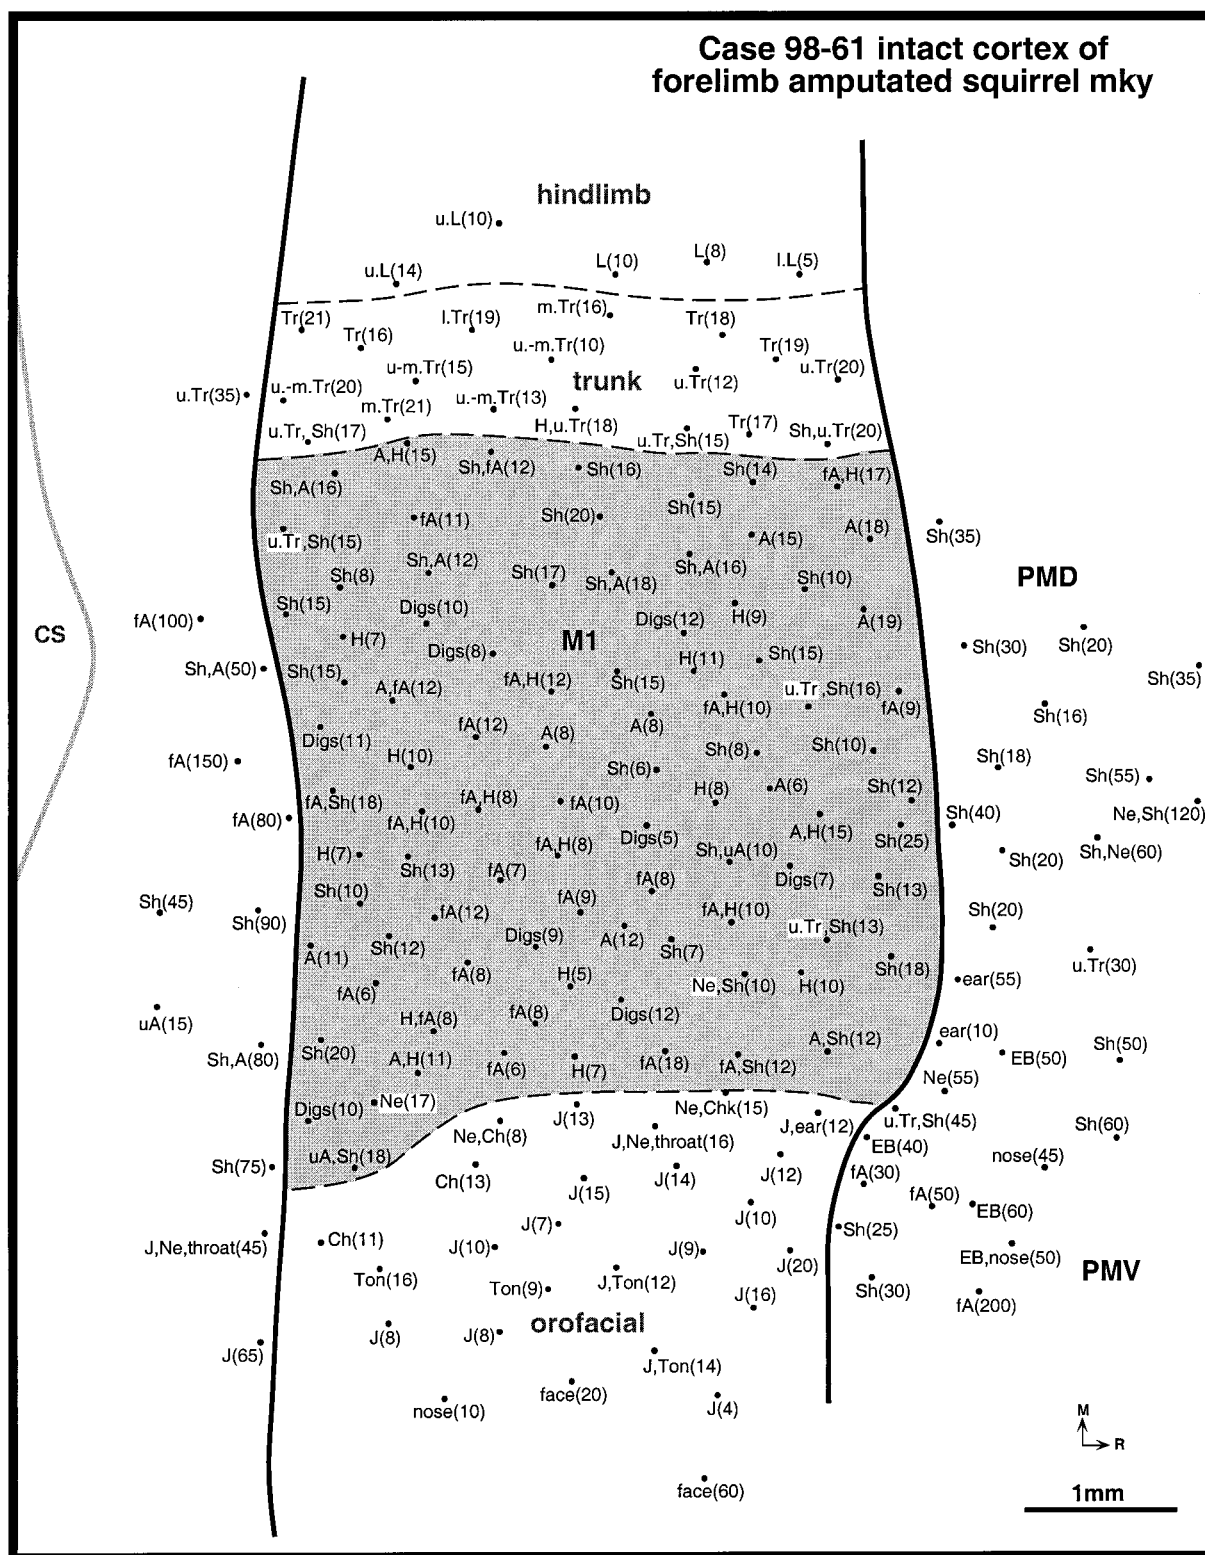 Case 98-61 intact cortex of
forelimb amputated squirrel mky
hindlimb
u.L(10)
L(8)
L(10)
l.L(5)
u.L(14)
m.Tr(16)
Tr(21)
l.Tr(19)
Tr(18)
Tr(16)
u.-m.Tr(10)
Tr(19)
u-m.Tr(15)
trunk
u.Tr(12)
u.Tr(20)
u.Tr(35)
u.-m.Tr(20)
m.Tr(21)
u.-m.Tr(13)
H,u.Tr(18)
Tr(17)
u.Tr,Sh(17)
u.Tr,Sh(15)
Sh,u.Tr(20)
A,H(15)
Sh,fA(12)
Sh(16)
Sh(14)
fA,H(17)
Sh,A(16)
Sh(15)
fA(11)
Sh(20)
A(18)
Sh(35)
u.Tr,Sh(15)
A(15)
Sh,A(12)
Sh,A(16)
PMD
Sh(8)
Sh(17)
Sh,A(18)
Sh(10)
Sh(15)
Digs(10)
Digs(12)
H(9)
A(19)
fA(100)
CS
H(7)
M1
Sh(30)
Sh(20)
Digs(8)
Sh,A(50)
Sh(15)
H(11)
Sh(15)
Sh(35)
A,fA(12)
fA,H(12)
Sh(15)
u.Tr,Sh(16)
fA,H(10)
fA(9)
Sh(16)
fA(12)
A(8)
A(8)
Digs(11)
Sh(8)
Sh(10)
fA(150)
H(10)
Sh(6)
Sh(18)
Sh(55)
fA,Sh(18)
fA,H(8)
fA(10)
H(8)
A(6)
Sh(12)
fA(80)
fA,H(10)
Sh(40)
Ne,Sh(120)
Digs(5)
A,H(15)
Sh(25)
H(7)
fA,H(8)
Sh,uA(10)
Sh(20)
Sh,Ne(60)
Sh(13)
fA(7)
fA(8)
Digs(7)
Sh(13)
Sh(10)
Sh(45)
Sh(90)
fA(12)
fA(9)
fA,H(10)
Sh(20)
A(11)
Sh(12)
Digs(9)
A(12)
Sh(7)
u.Tr,Sh(13)
u.Tr(30)
fA(6)
fA(8)
H(5)
Ne,Sh(10)
H(10)
Sh(18)
ear(55)
uA(15)
H,fA(8)
fA(8)
Digs(12)
Sh,A(80)
Sh(20)
A,Sh(12)
ear(10)
A,H(11)
fA(6)
H(7)
fA(18)
fA,Sh(12)
EB(50)
Sh(50)
Digs(10)
Ne(17)
Ne,Chk(15)
Ne(55)
J(13)
J,ear(12)
u.Tr,Sh(45)
Ne,Ch(8)
J,Ne,throat(16)
EB(40)
Sh(60)
Sh(75)
uA,Sh(18)
J(12)
nose(45)
Ch(13)
J(15)
J(14)
fA(30)
fA(50)
J(7)
J(10)
EB(60)
J,Ne,throat(45)
Ch(11)
J(10)
J(9)
J(20)
Sh(25)
EB,nose(50)
Ton(16)
Ton(9)
J,Ton(12)
PMV
J(16)
Sh(30)
fA(200)
J(65)
J(8)
J(8)
orofacial
J,Ton(14)
nose(10)
face(20)
J(4)
M
R
face(60)
1mm